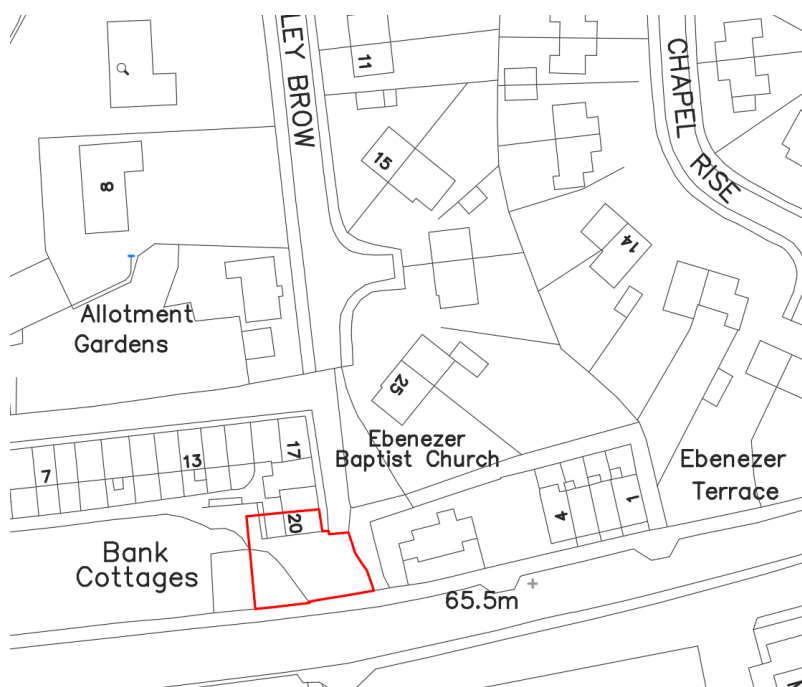 LEY BROW
11
CHAPEL
RISE
15
8
14
Allotment
Gardens
25
Ebenezer
Baptist Church
17
13
7
Ebenezer
Terrace
1
4
20
Bank
Cottages
65.5m